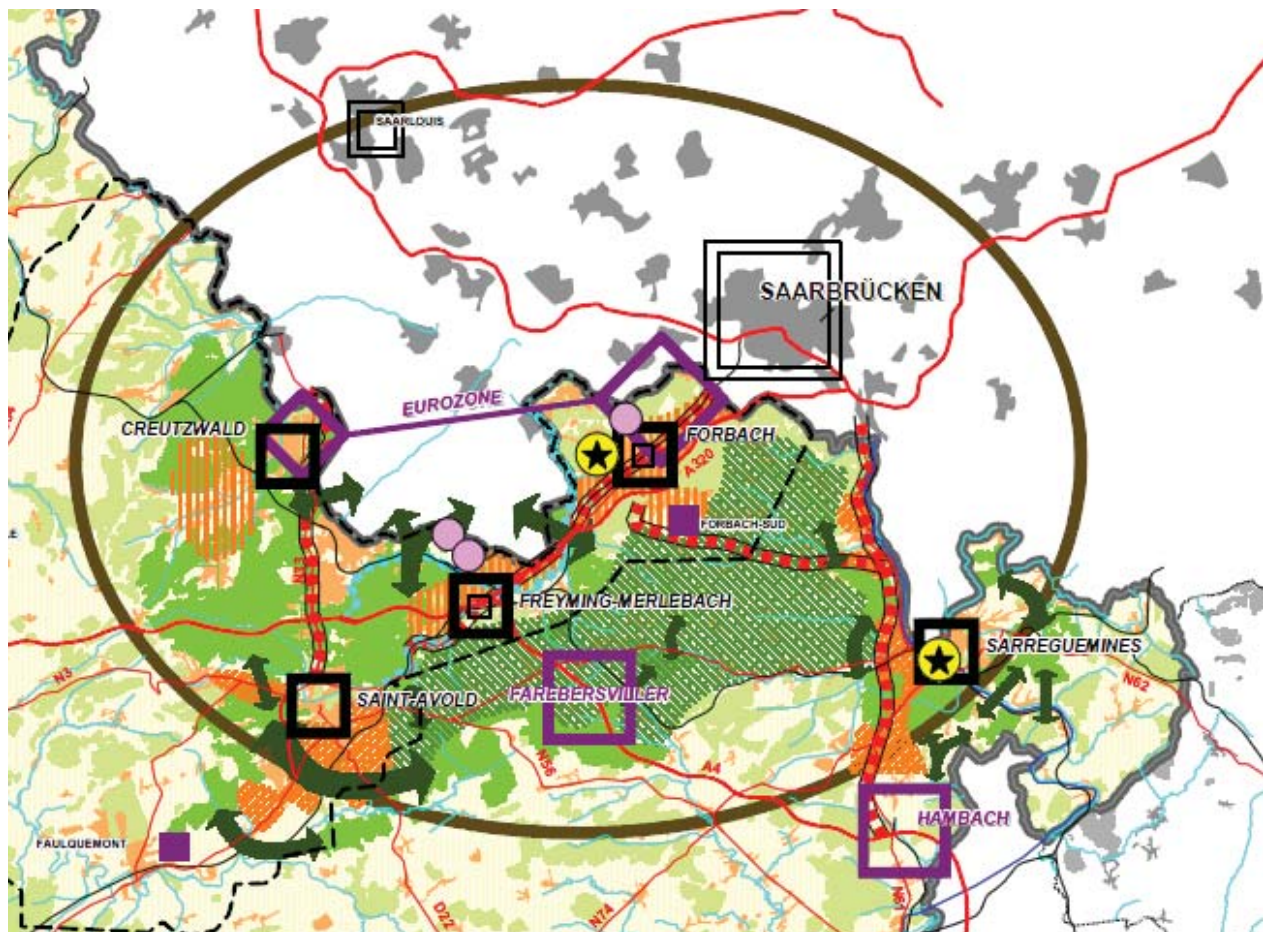 SAARLOUIS
SAARBRÜCKEN
EUROZONE
CREUTZWALD
FORBACH
A320
FORBACH-SUD
FREYMING-MERLEBACH
SARREGUEMINES
N3
SAINT-AVOLD
FAREBERSVILLER
N62
N56
A4
HAMBACH
FAULQUEMONT
D22
N74